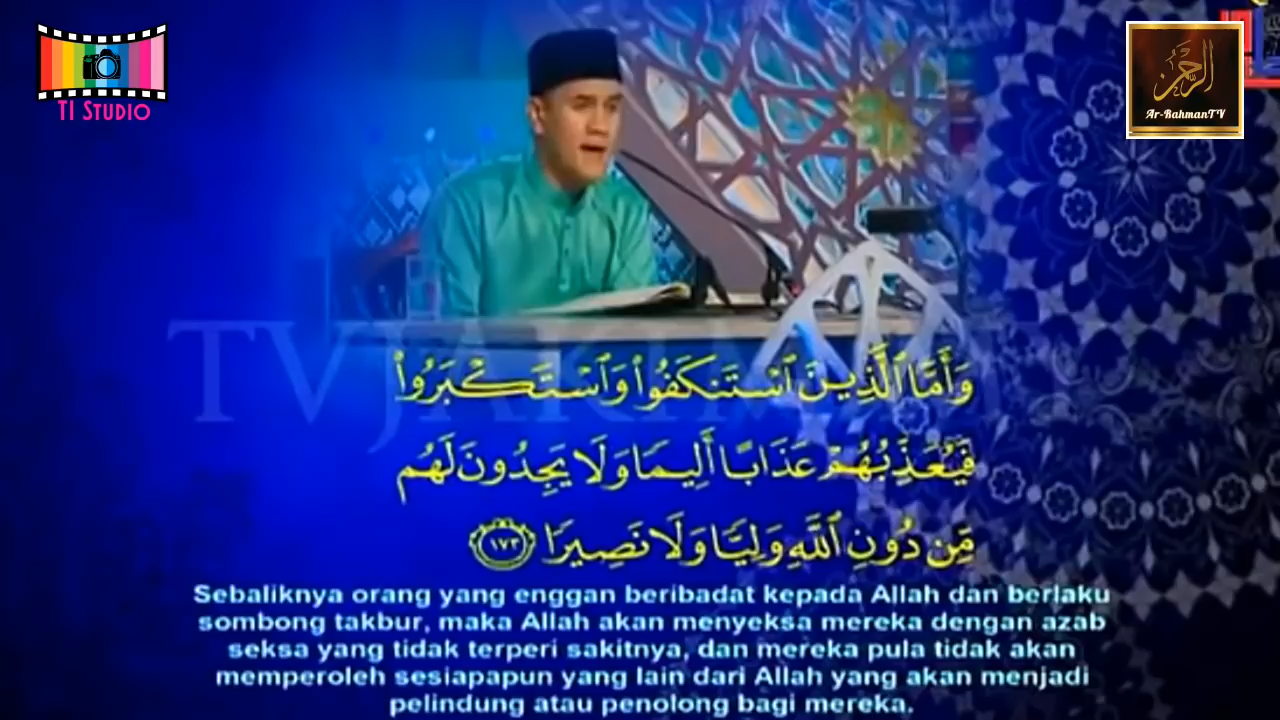 TI STUDIO
الرحمن
Ar-RahmanTV
TVJAKIM
وَأَمَّا ٱلَّذِينَ ٱسْتَنكَفُوا۟ وَٱسْتَكْبَرُوا۟
فَيُعَذِّبُهُمْ عَذَابًا أَلِيمًا وَلَا يَجِدُونَ لَهُم
مِّن دُونِ ٱللَّهِ وَلِيًّا وَلَا نَصِيرًا ١٧٣
Sebaliknya orang yang enggan beribadat kepada Allah dan berlaku
sombong takbur, maka Allah akan menyeksa mereka dengan azab
seksa yang tidak terperi sakitnya, dan mereka pula tidak akan
memperoleh sesiapapun yang lain dari Allah yang akan menjadi
pelindung atau penolong bagi mereka.